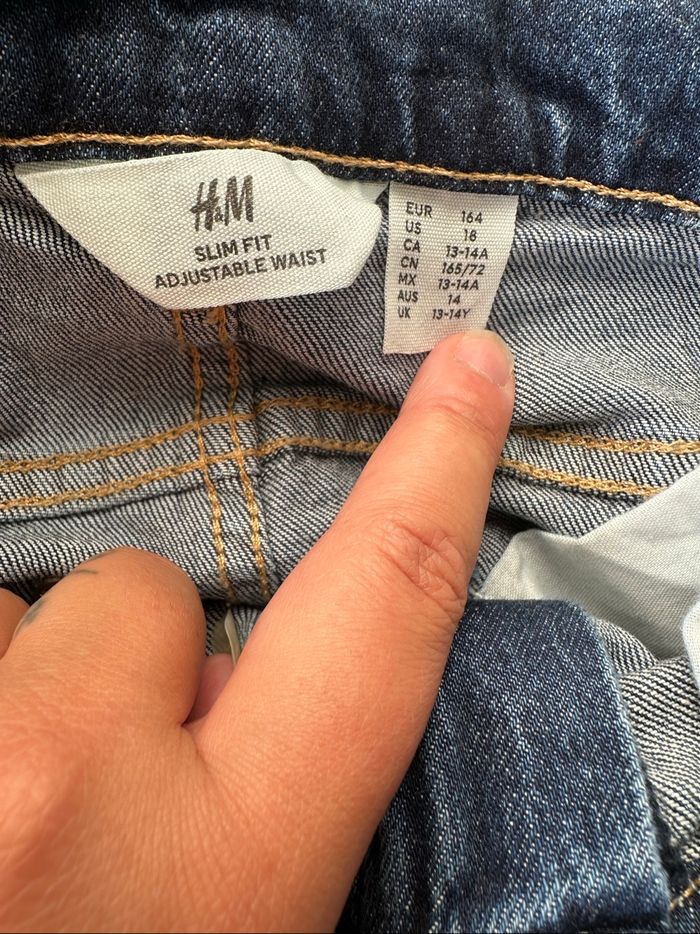 H&M
SLIM FIT
ADJUSTABLE WAIST
EUR 164
US 18
CA 13-14A
CN 165/72
MX 13-14A
AUS 14
UK 13-14Y